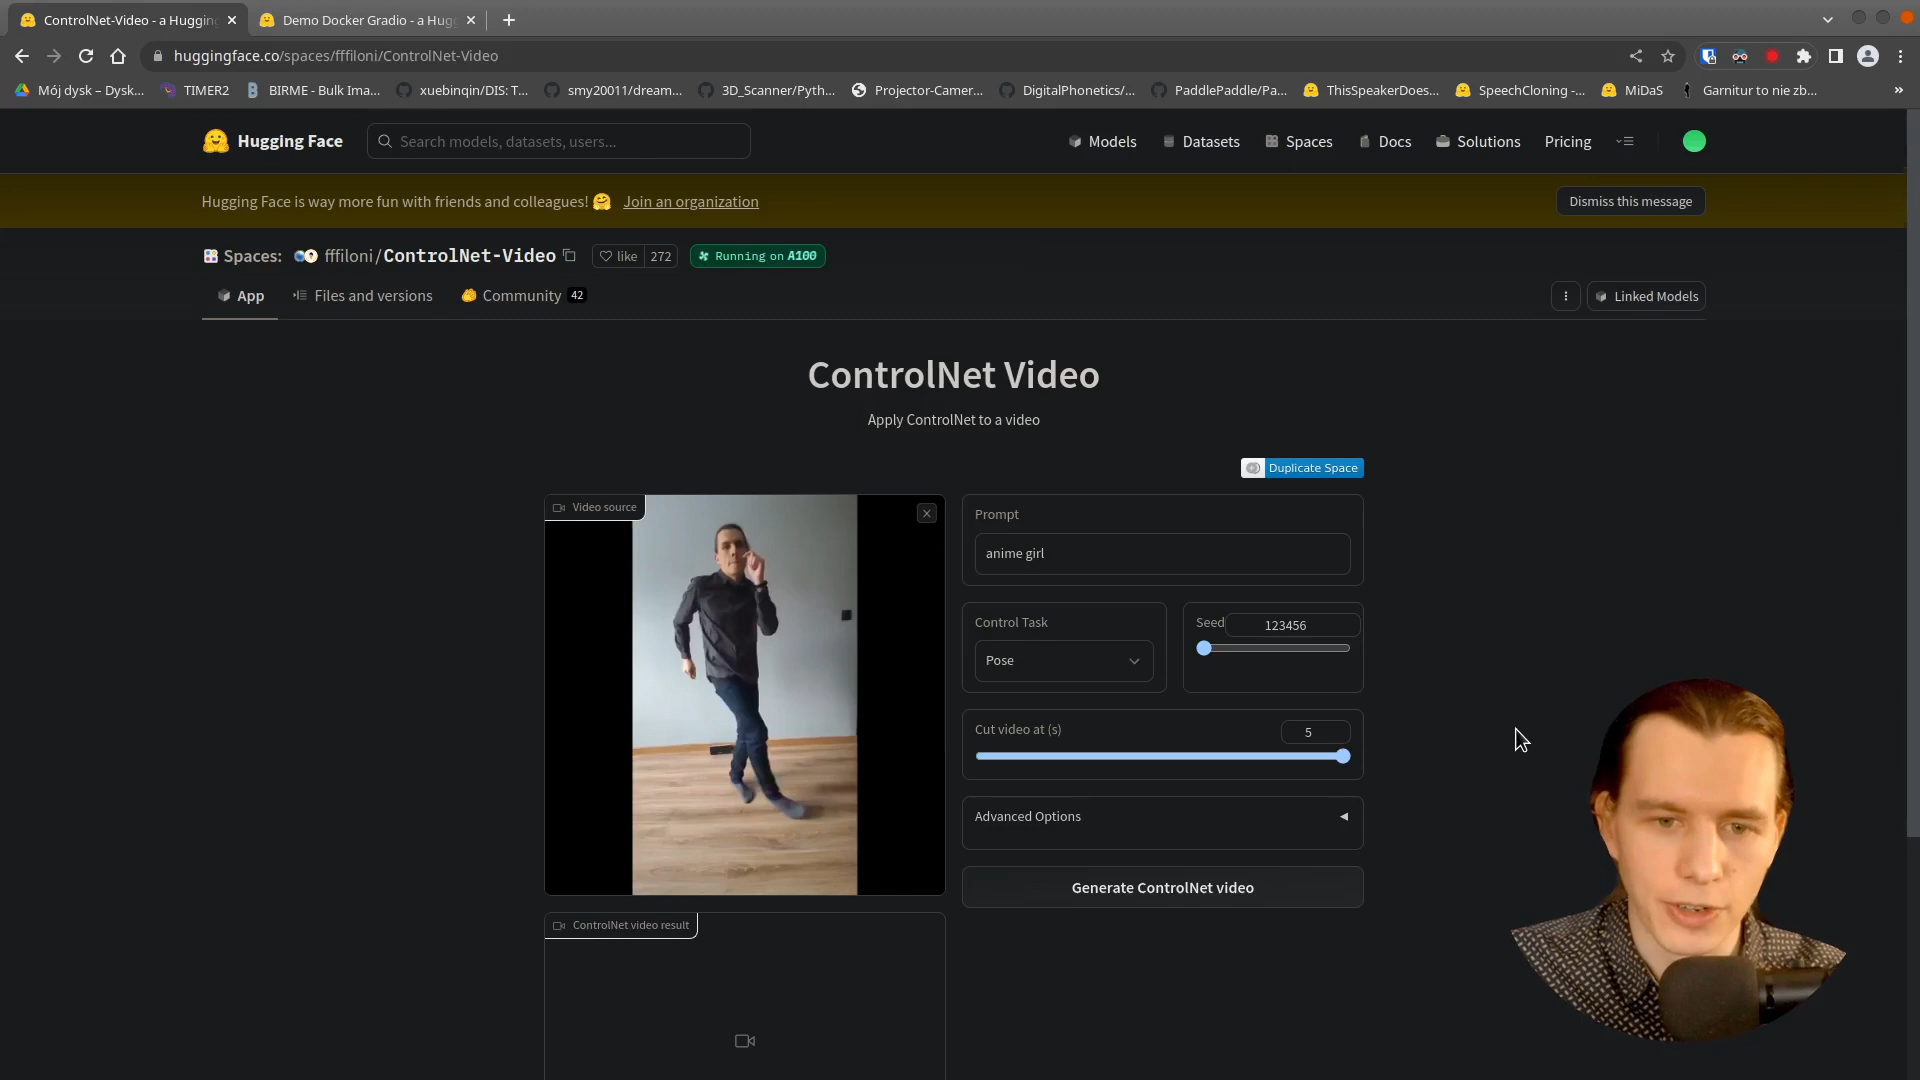 ControlNet-Video - a Hugging
Demo Docker Gradio - a Hugg
huggingface.co/spaces/fffiloni/ControlNet-Video
Mój dysk – Dysk...
TIMER2
BIRME - Bulk Ima...
xuebinqin/DIS: T...
smy20011/dream...
3D_Scanner/Pyth...
Projector-Camer...
DigitalPhonetics/...
PaddlePaddle/Pa...
ThisSpeakerDoes...
SpeechCloning -...
MiDaS
Garnitur to nie zb...
»
Hugging Face
Search models, datasets, users...
Models
Datasets
Spaces
Docs
Solutions
Pricing
Hugging Face is way more fun with friends and colleagues! 🤗 Join an organization
Dismiss this message
Spaces:
fffiloni/ControlNet-Video
like 272
Running on A100
App
Files and versions
Community 42
Linked Models
ControlNet Video
Apply ControlNet to a video
Duplicate Space
Video source
Prompt
anime girl
Control Task
Pose
Seed
123456
Cut video at (s)
5
Advanced Options
Generate ControlNet video
ControlNet video result